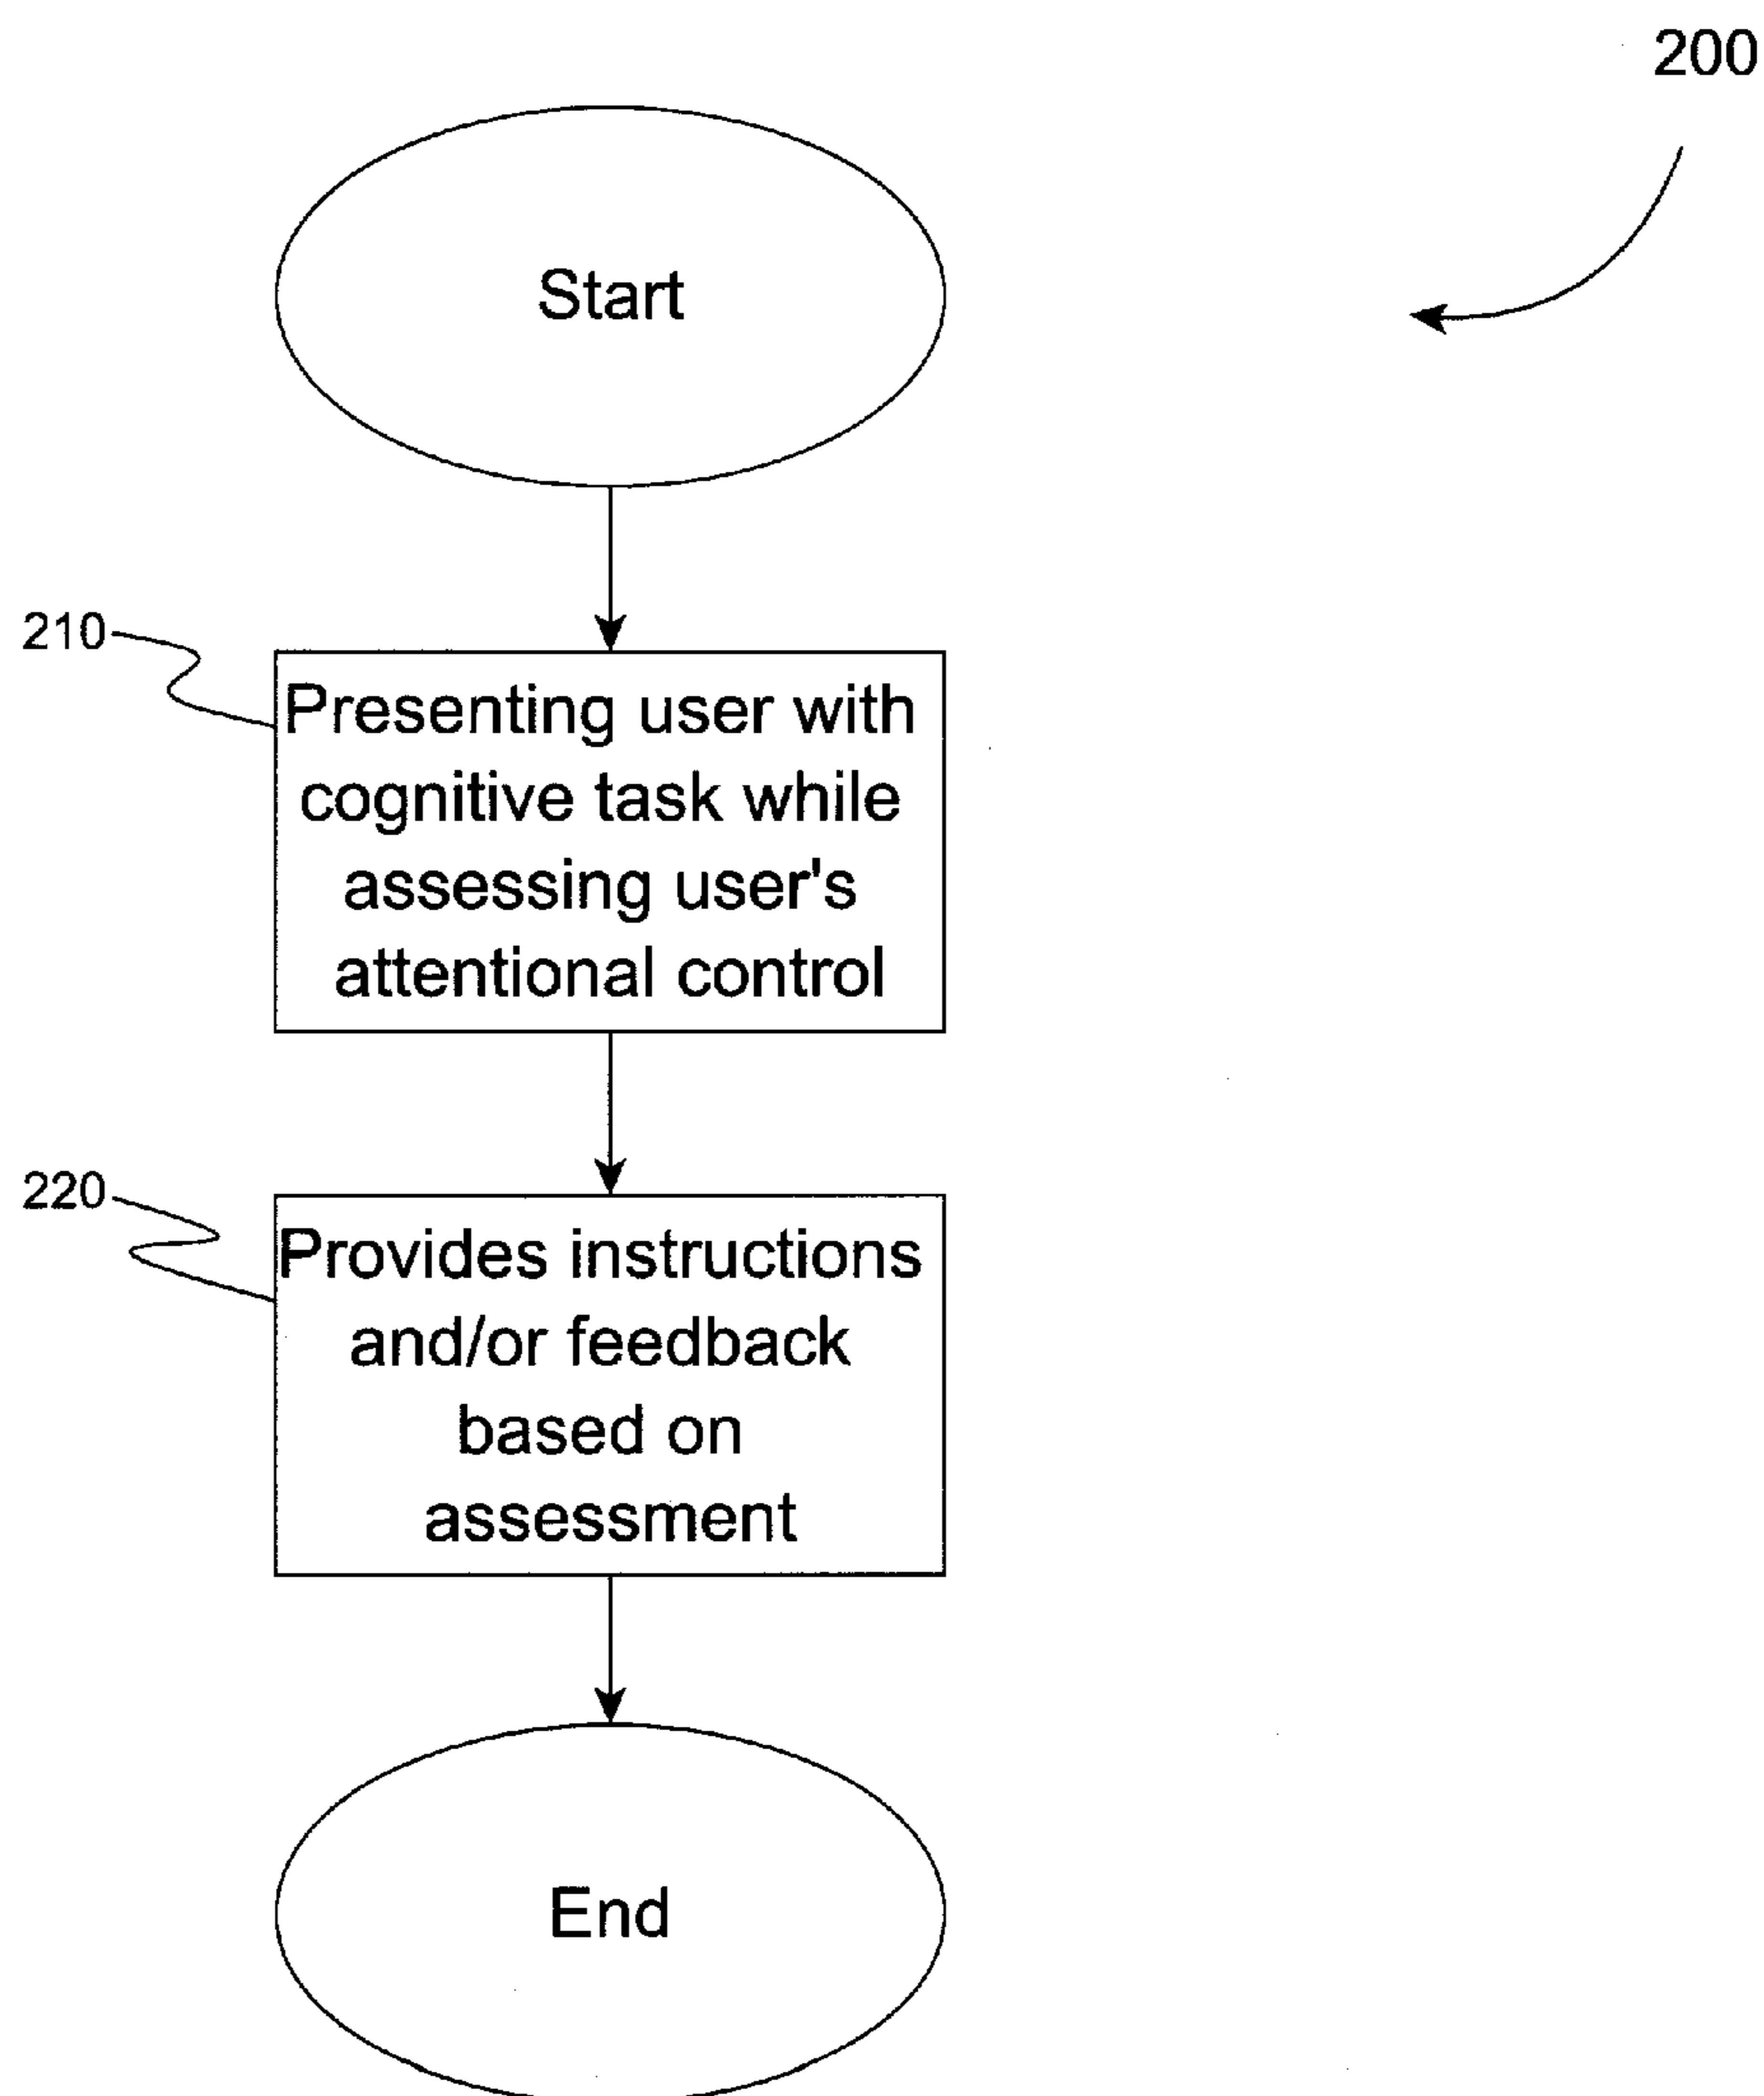 200
Start
210
Presenting user with
cognitive task while
assessing user's
attentional control
220
Provides instructions
and/or feedback
based on
assessment
End